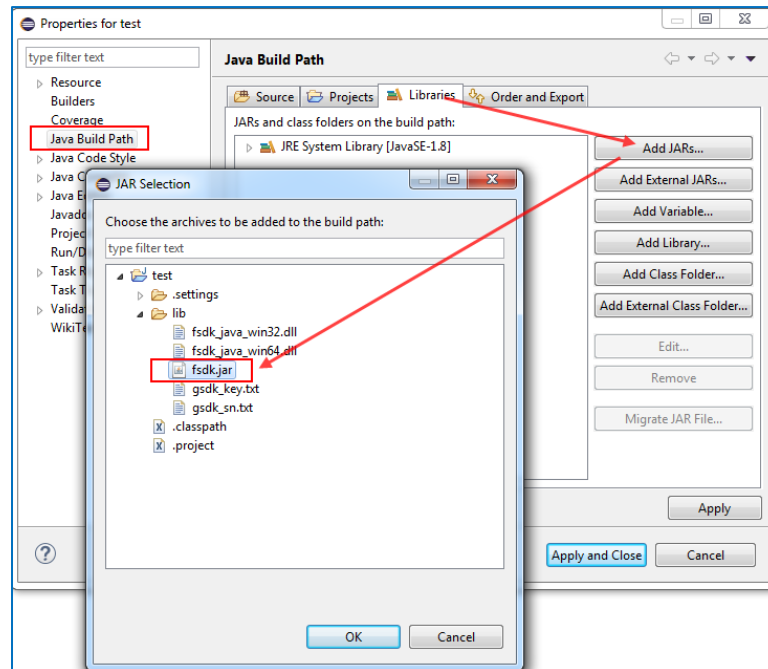 Properties for test
type filter text
Resource
Builders
Coverage
Java Build Path
Java Code Style
Java C
Java E
Javado
Projec
Run/D
Task R
Task T
Valida
WikiTe
Java Build Path
Source
Projects
Libraries
Order and Export
JARs and class folders on the build path:
JRE System Library [JavaSE-1.8]
Add JARs...
Add External JARs...
Add Variable...
Add Library...
Add Class Folder...
Add External Class Folder...
Edit...
Remove
Migrate JAR File...
Apply
Apply and Close
Cancel
JAR Selection
Choose the archives to be added to the build path:
type filter text
test
.settings
lib
fsdk_java_win32.dll
fsdk_java_win64.dll
fsdk.jar
gsdk_key.txt
gsdk_sn.txt
.classpath
.project
OK
Cancel